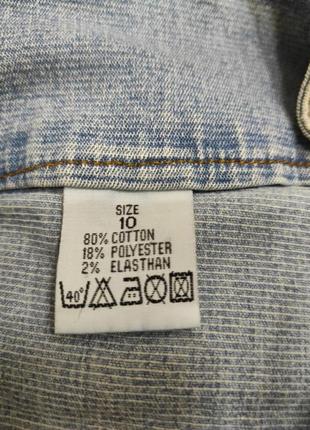 SIZE
10
80% COTTON
18% POLYESTER
2% ELASTHAN
40°